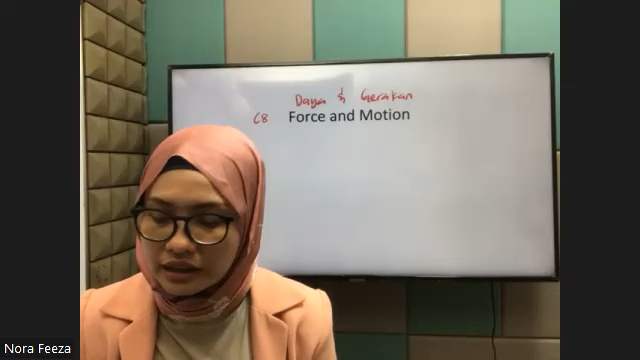 Daya & Gerakan
C8 Force and Motion
Nora Feeza